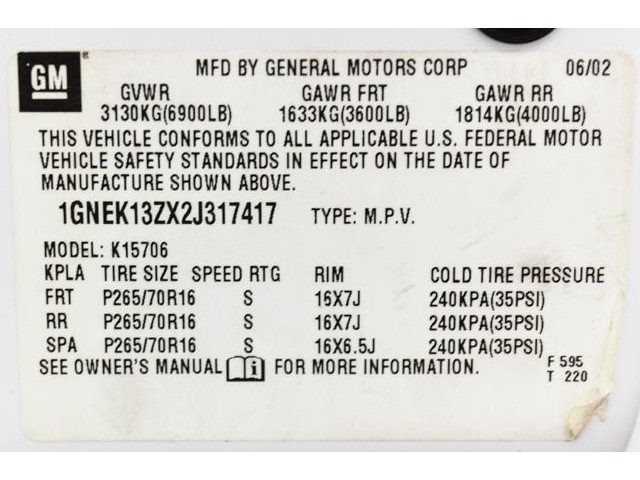 GM
MFD BY GENERAL MOTORS CORP 06/02
GVWR GAWR FRT GAWR RR
3130KG(6900LB) 1633KG(3600LB) 1814KG(4000LB)
THIS VEHICLE CONFORMS TO ALL APPLICABLE U.S. FEDERAL MOTOR
VEHICLE SAFETY STANDARDS IN EFFECT ON THE DATE OF
MANUFACTURE SHOWN ABOVE.
1GNEK13ZX2J317417 TYPE: M.P.V.
MODEL: K15706
KPLA TIRE SIZE SPEED RTG RIM COLD TIRE PRESSURE
FRT P265/70R16 S 16X7J 240KPA(35PSI)
RR P265/70R16 S 16X7J 240KPA(35PSI)
SPA P265/70R16 S 16X6.5J 240KPA(35PSI)
SEE OWNER'S MANUAL i FOR MORE INFORMATION. F 595
T 220